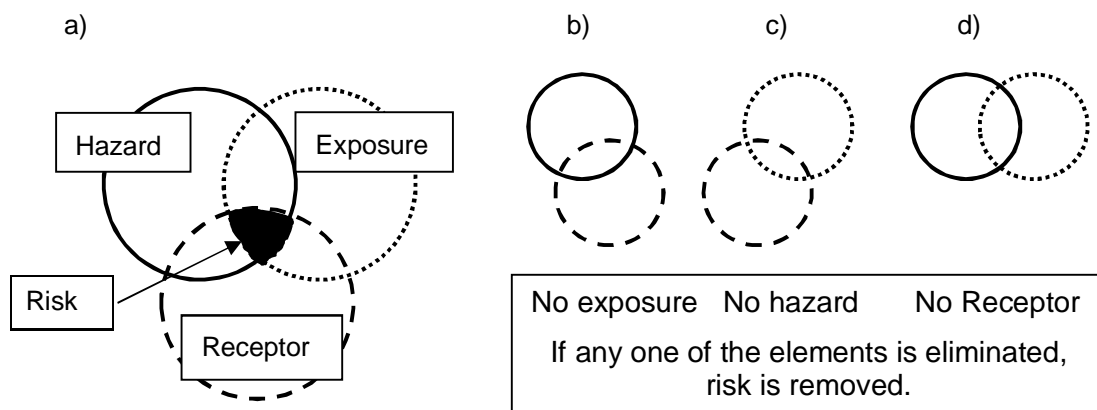 a)
b)
c)
d)
Hazard
Exposure
Risk
Receptor
No exposure
No hazard
No Receptor
If any one of the elements is eliminated,
risk is removed.